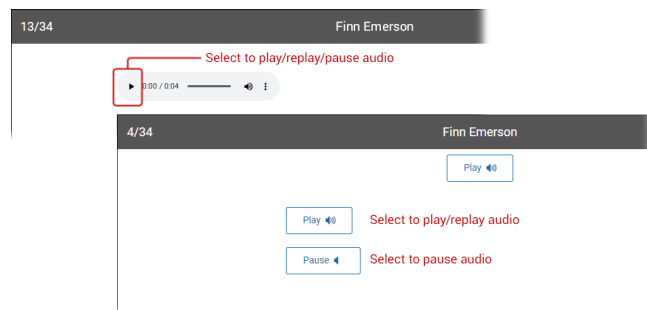 13/34 Finn Emerson
Select to play/replay/pause audio
0:00 / 0:04
4/34 Finn Emerson
Play
Play Select to play/replay audio
Pause Select to pause audio